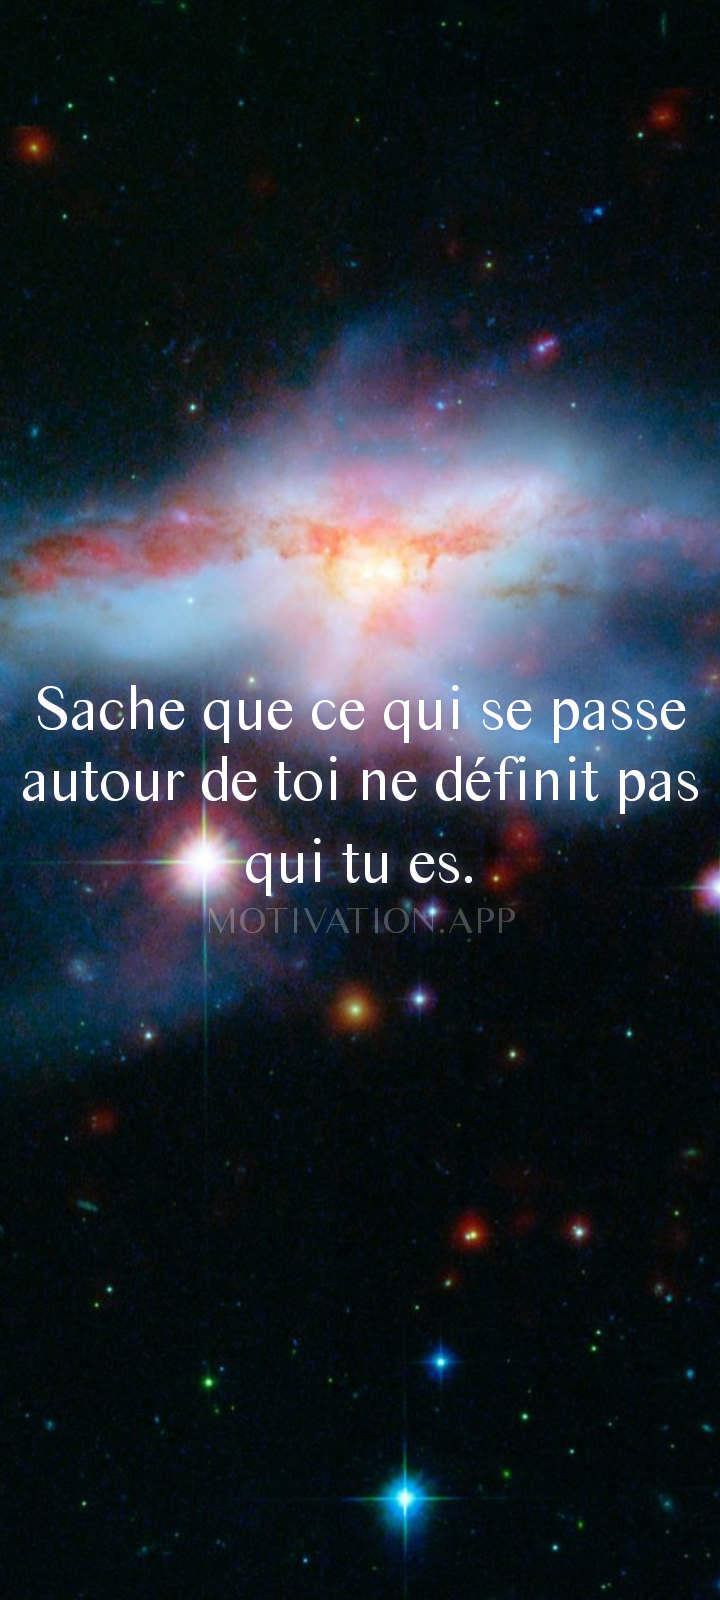 Sache que ce qui se passe
autour de toi ne définit pas
qui tu es.
MOTIVATION.APP